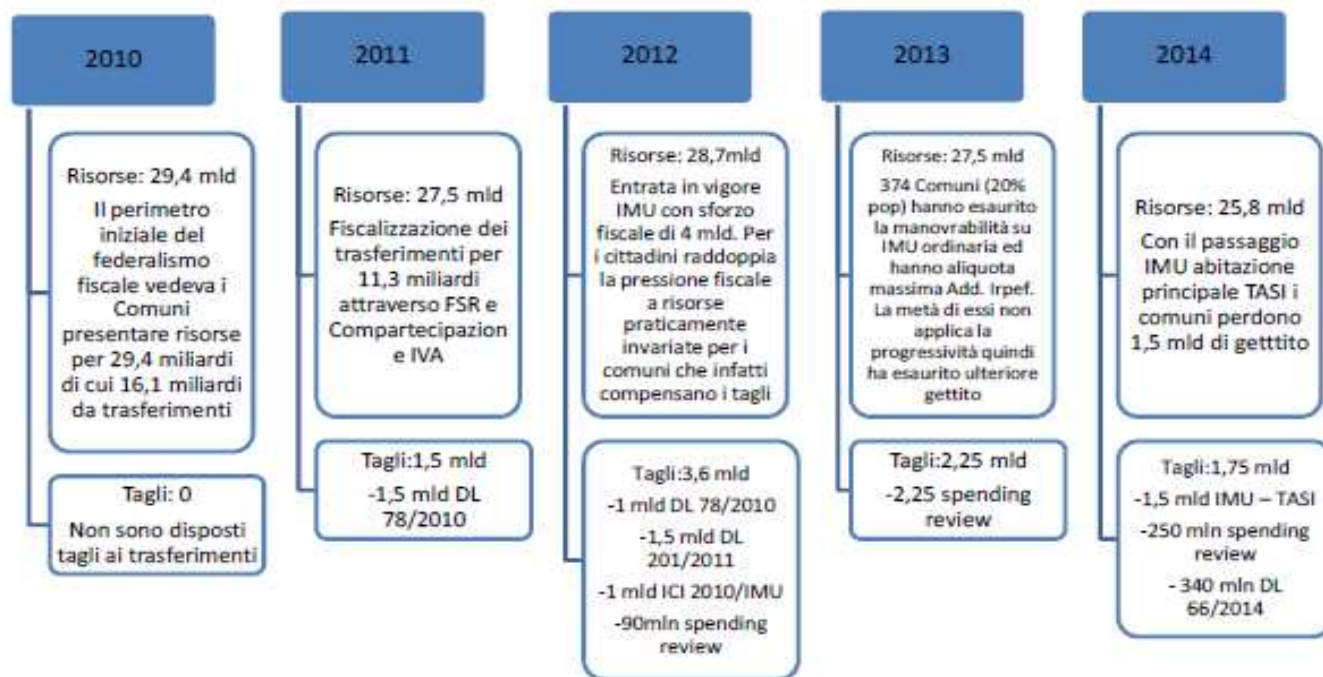 2010
Risorse: 29,4 mld
Il perimetro
iniziale del
federalismo
fiscale vedeva i
Comuni
presentare risorse
per 29,4 miliardi
di cui 16,1 miliardi
da trasferimenti
Tagli: 0
Non sono disposti
tagli ai trasferimenti
2011
Risorse: 27,5 mld
Fiscalizzazione dei
trasferimenti per
11,3 miliardi
attraverso FSR e
Compartecipazion
e IVA
Tagli:1,5 mld
-1,5 mld DL
78/2010
2012
Risorse: 28,7mld
Entrata in vigore
IMU con sforzo
fiscale di 4 mld. Per
i cittadini raddoppia
la pressione fiscale
a risorse
praticamente
invariate per i
comuni che infatti
compensano i tagli
Tagli:3,6 mld
-1 mld DL 78/2010
-1,5 mld DL
201/2011
-1 mld ICI 2010/IMU
-90mln spending
review
2013
Risorse: 27,5 mld
374 Comuni (20%
pop) hanno esaurito
la manovrabilità su
IMU ordinaria ed
hanno aliquota
massima Add. Irpef.
La metà di essi non
applica la
progressività quindi
ha esaurito ulteriore
gettito
Tagli:2,25 mld
-2,25 spending
review
2014
Risorse: 25,8 mld
Con il passaggio
IMU abitazione
principale TASI i
comuni perdono
1,5 mld di getttito
Tagli:1,75 mld
-1,5 mld IMU – TASI
-250 mln spending
review
- 340 mln DL
66/2014